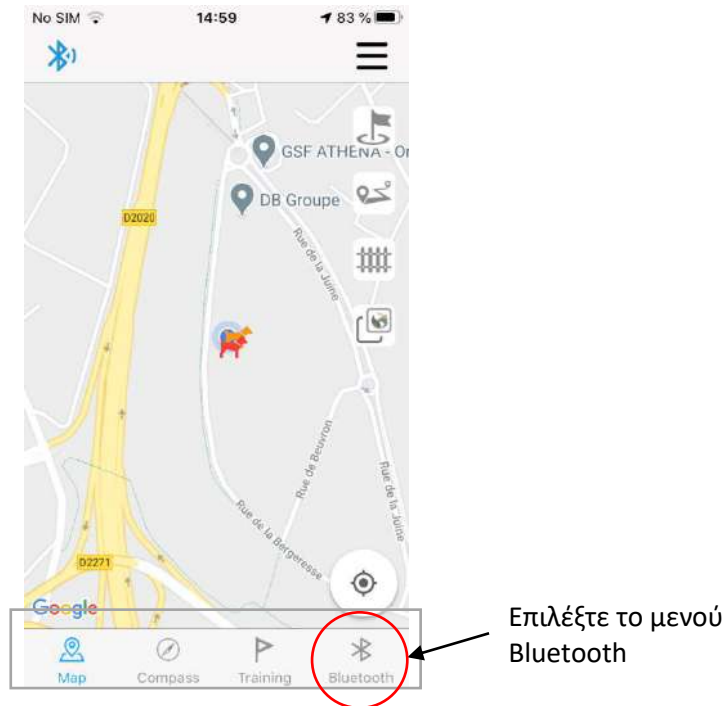 No SIM 14:59 83 %
GSF ATHENA - Or
DB Groupe
D2020
Rue de la Juine
Rue de Beuvron
Rue de la Juine
Rue de la Bergeresse
D2271
Google
Επιλέξτε το μενού
Bluetooth
Map Compass Training Bluetooth